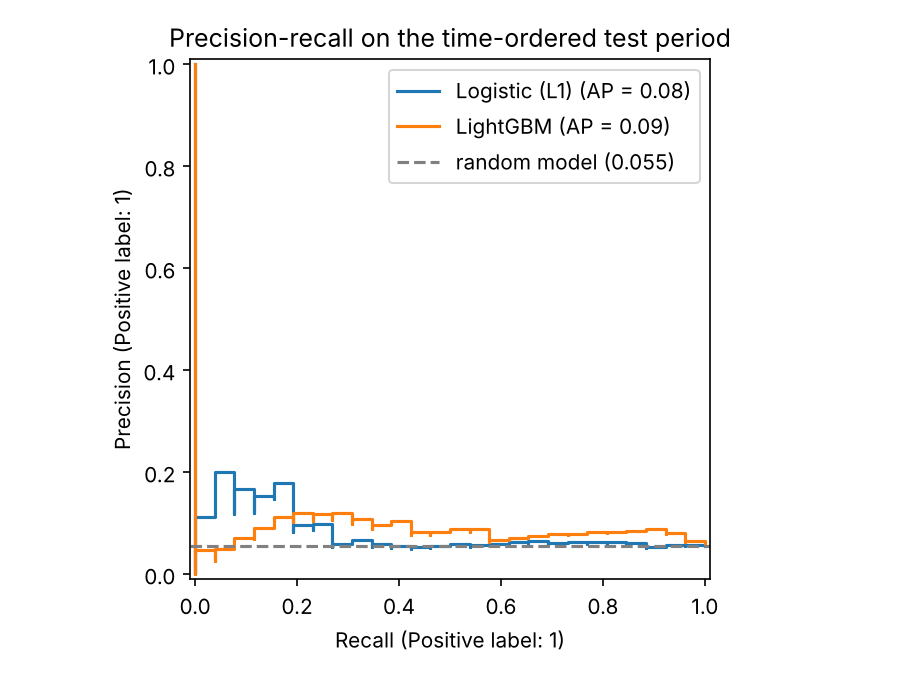 Precision-recall on the time-ordered test period
Logistic (L1) (AP = 0.08)
LightGBM (AP = 0.09)
random model (0.055)
Precision (Positive label: 1)
1.0
0.8
0.6
0.4
0.2
0.0
0.0 0.2 0.4 0.6 0.8 1.0
Recall (Positive label: 1)